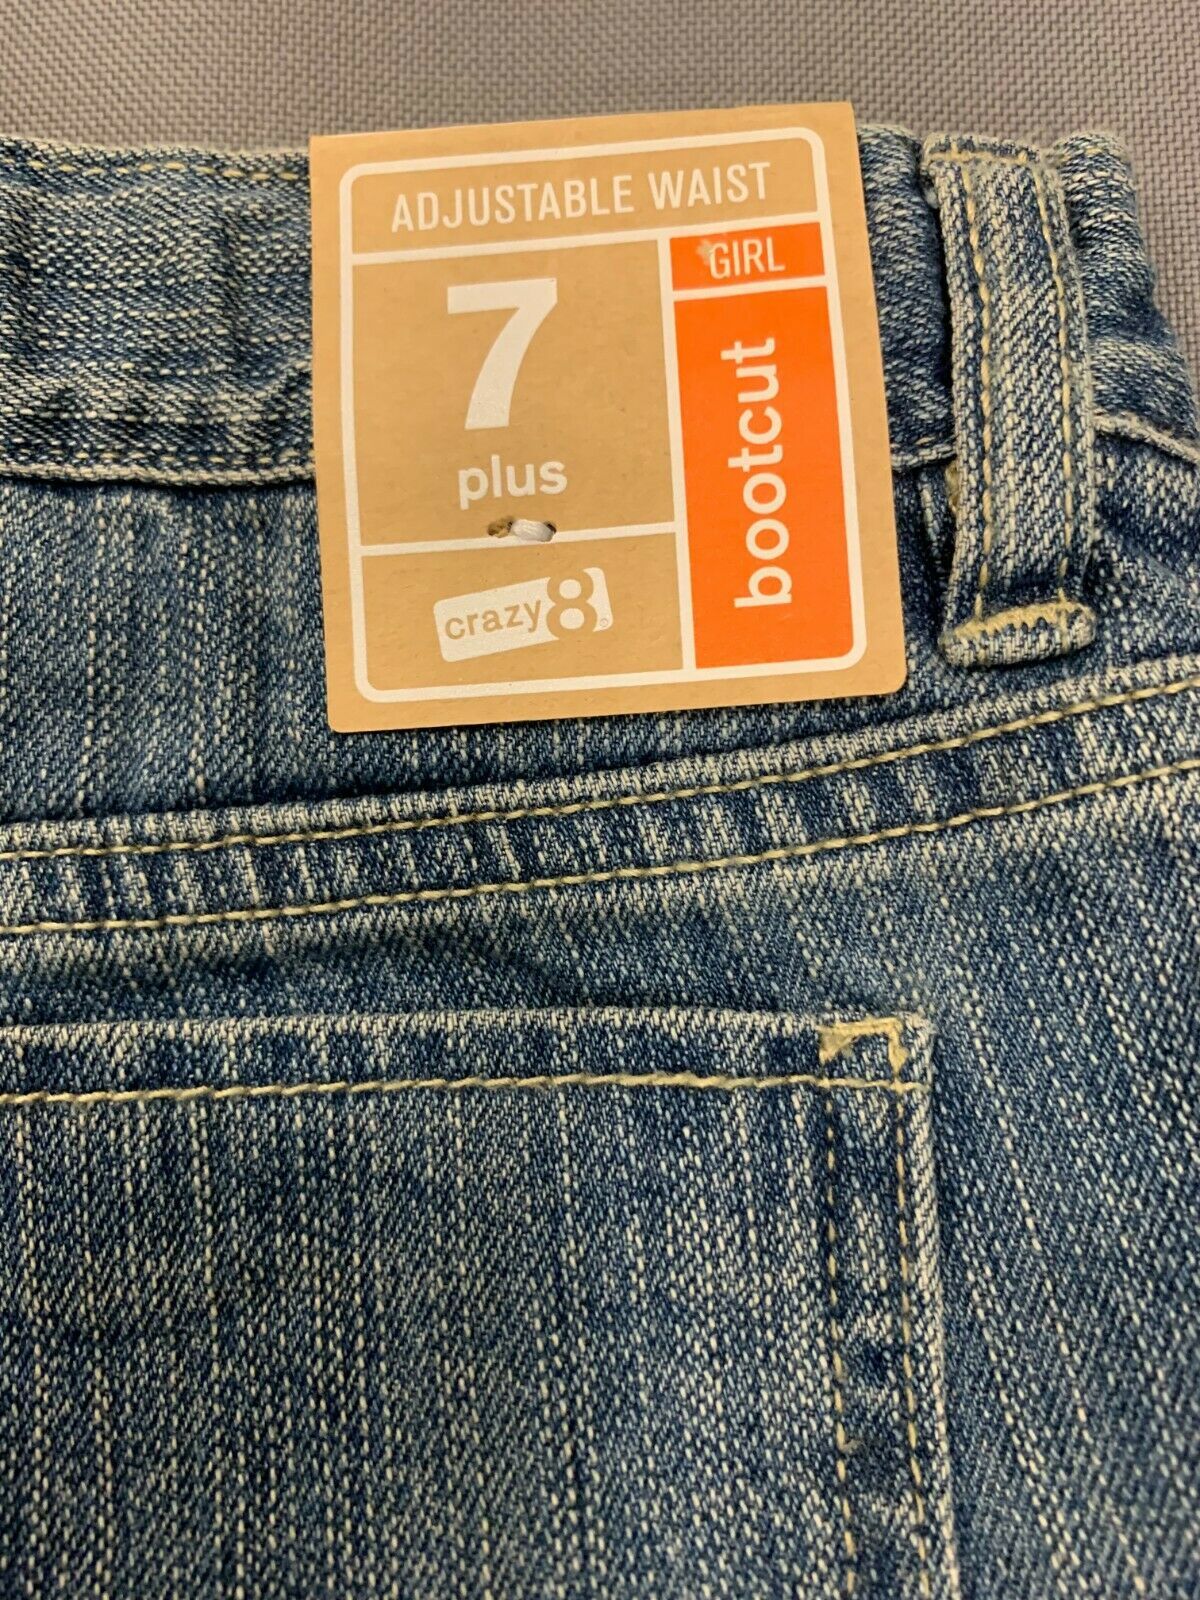 ADJUSTABLE WAIST
7
plus
GIRL
bootcut
crazy8